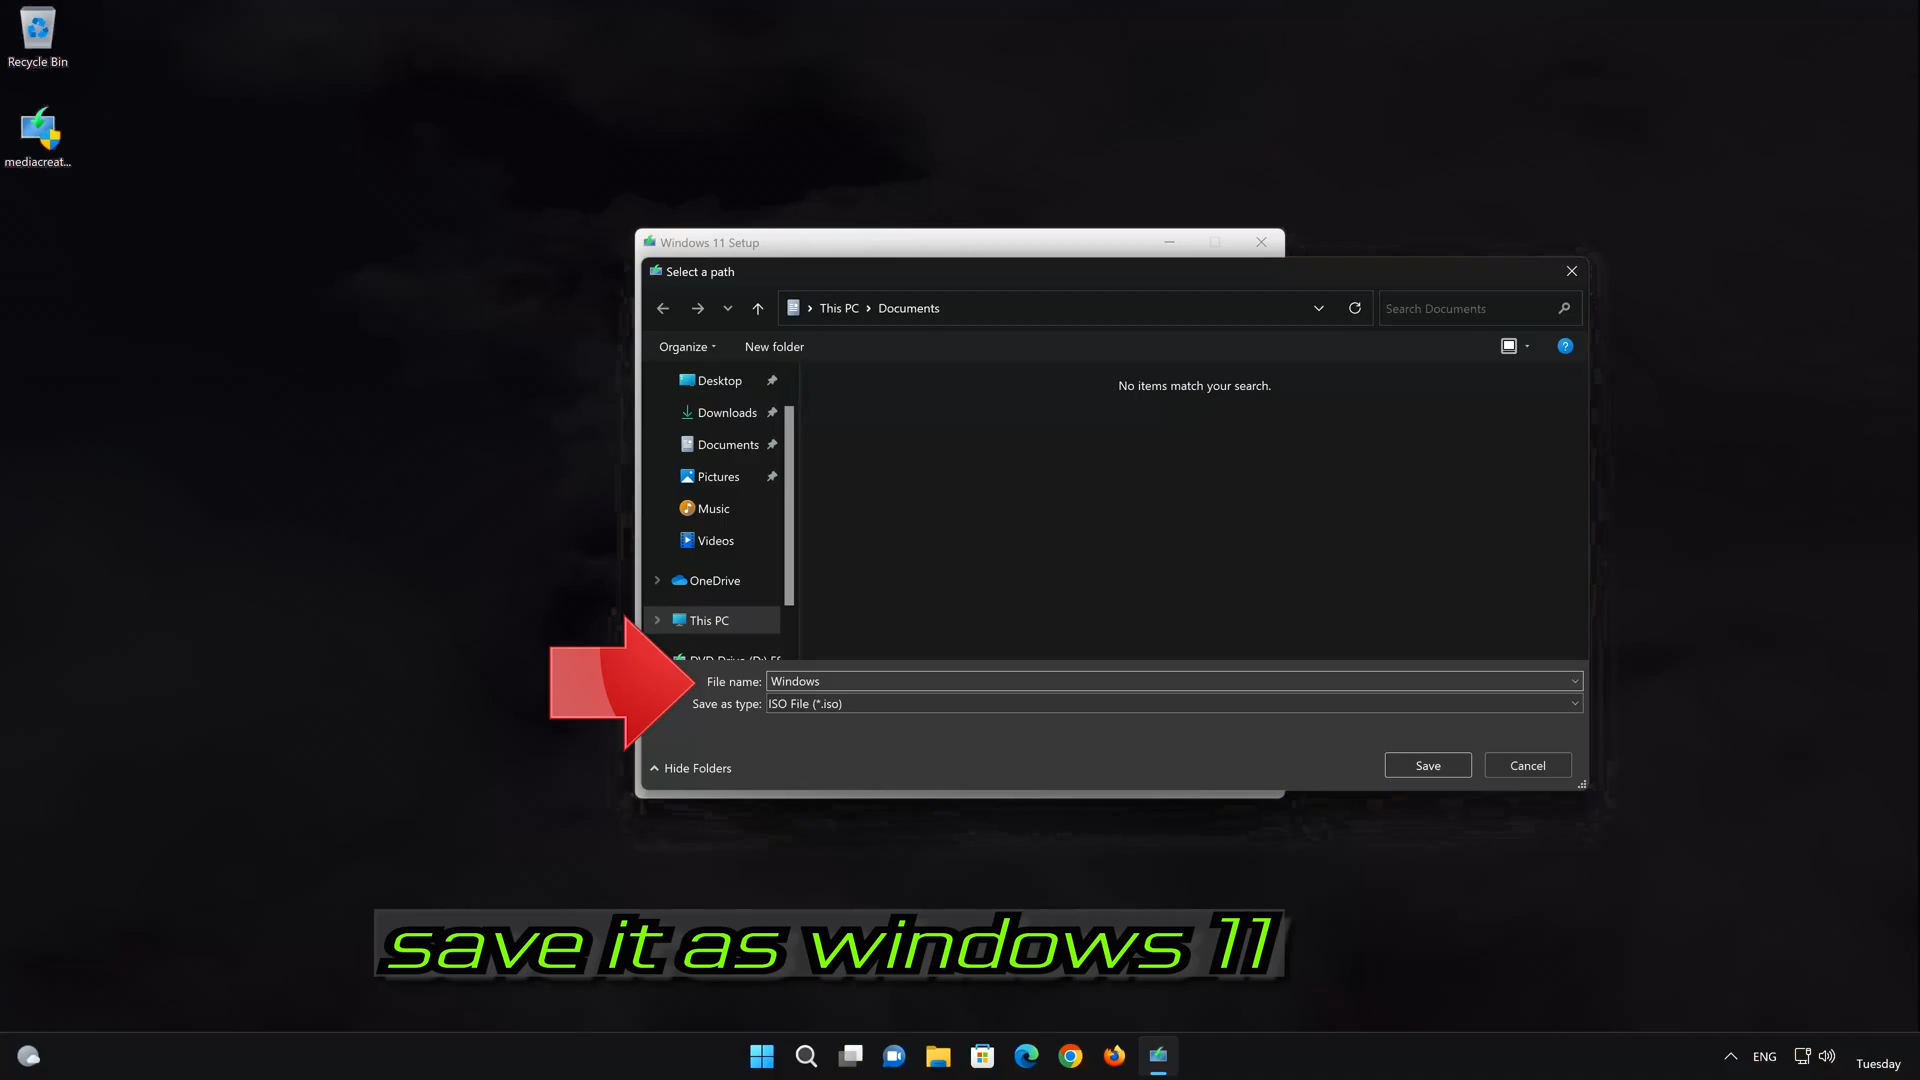 Recycle Bin
mediacreat...
Windows 11 Setup
Select a path
This PC > Documents
Search Documents
Organize
New folder
Desktop
No items match your search.
Downloads
Documents
Pictures
Music
Videos
OneDrive
This PC
DVD Drive (D:)
File name: Windows
Save as type: ISO File (*.iso)
Hide Folders
Save
Cancel
save it as windows 11
ENG
Tuesday